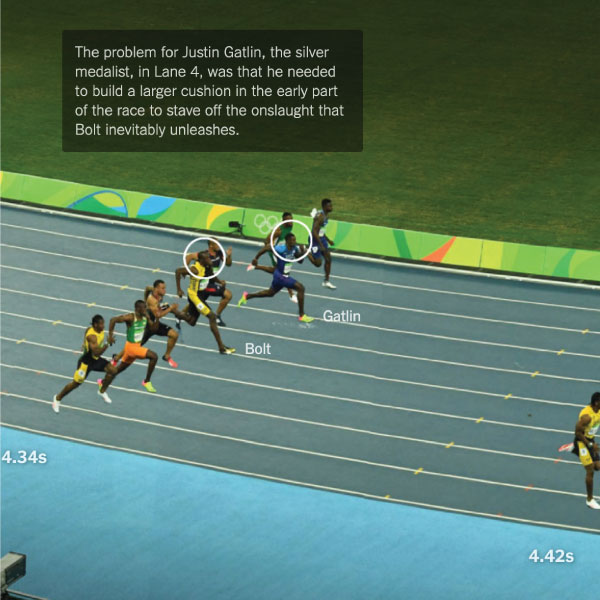 The problem for Justin Gatlin, the silver
medalist, in Lane 4, was that he needed
to build a larger cushion in the early part
of the race to stave off the onslaught that
Bolt inevitably unleashes.
Gatlin
Bolt
4.34s
4.42s